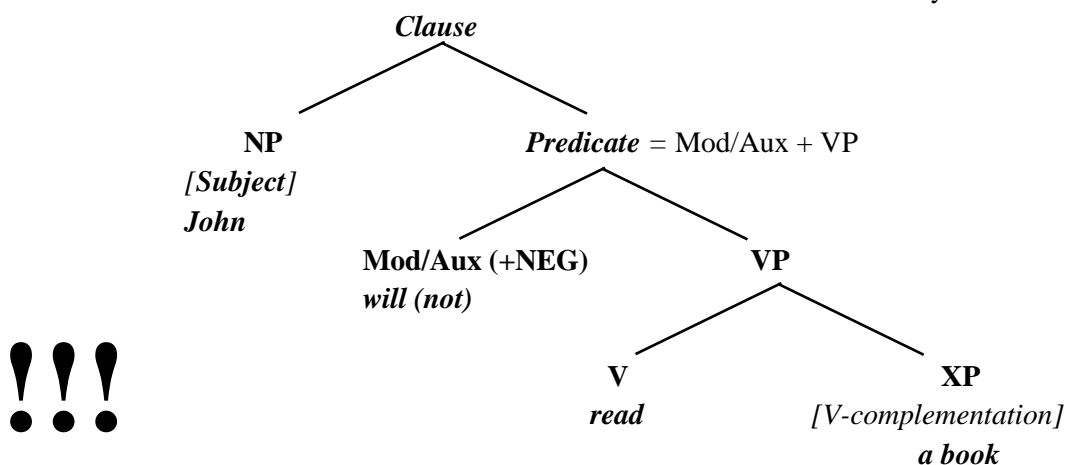 Clause
NP Predicate = Mod/Aux + VP
[Subject]
John
Mod/Aux (+NEG) VP
will (not)
!!!
V XP
read [V-complementation]
a book